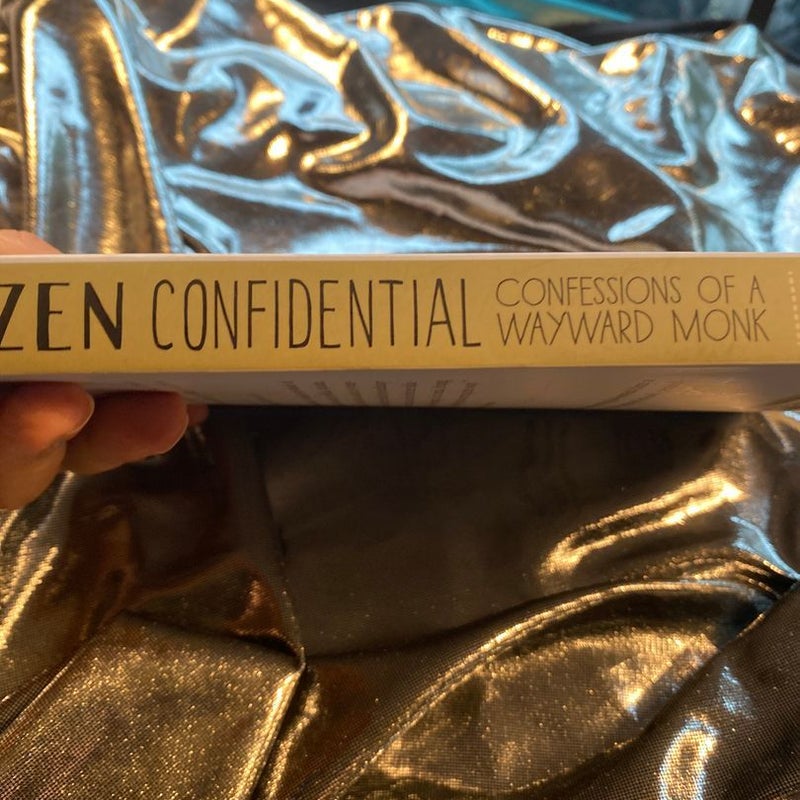 ZEN CONFIDENTIAL
CONFESSIONS OF A
WAYWARD MONK